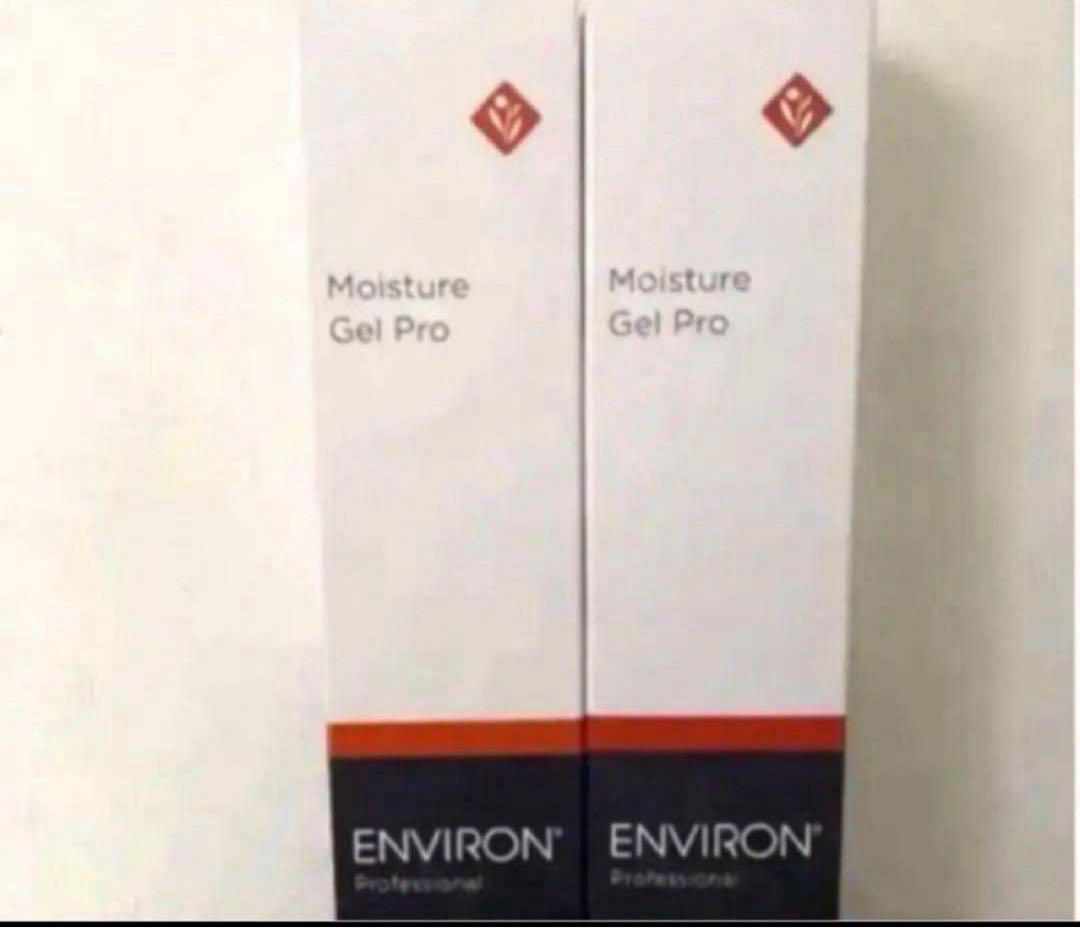 Moisture
Gel Pro
ENVIRON®
Professional
Moisture
Gel Pro
ENVIRON®
Professional